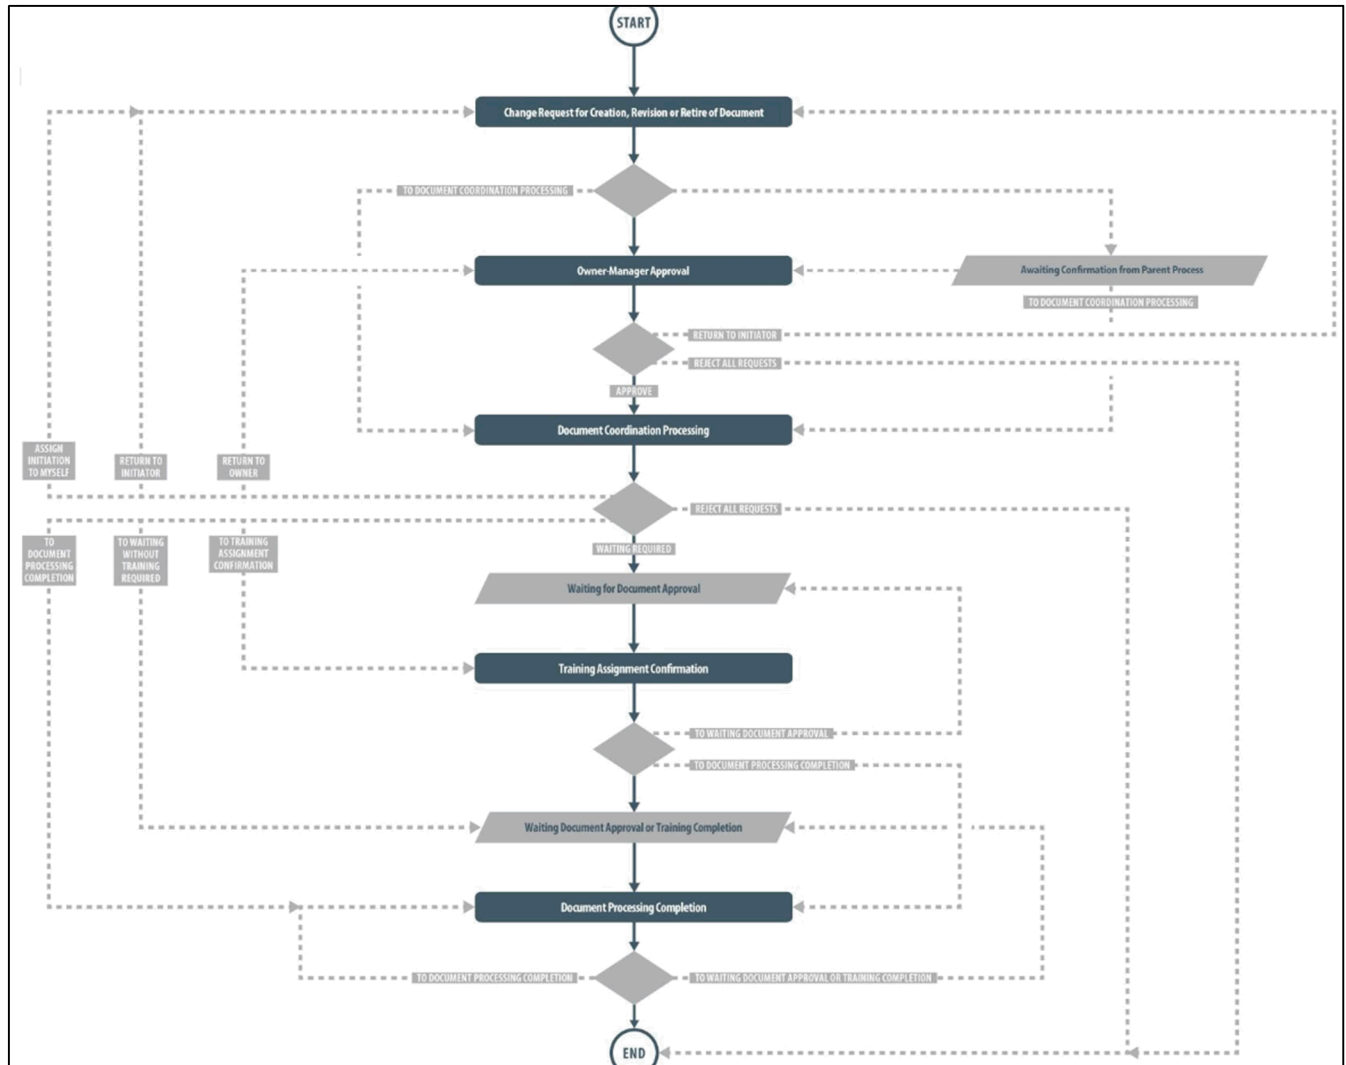 START
Change Request for Creation, Revision or Retire of Document
TO DOCUMENT COORDINATION PROCESSING
Owner-Manager Approval
Awaiting Confirmation from Parent Process
TO DOCUMENT COORDINATION PROCESSING
RETURN TO INITIATOR
REJECT ALL REQUESTS
APPROVE
Document Coordination Processing
ASSIGN
INITIATION
TO MYSELF
RETURN TO
INITIATOR
RETURN TO
OWNER
REJECT ALL REQUESTS
TO
DOCUMENT
PROCESSING
COMPLETION
TO WAITING
WITHOUT
TRAINING
REQUIRED
TO TRAINING
ASSIGNMENT
CONFIRMATION
WAITING REQUIRED
Waiting for Document Approval
Training Assignment Confirmation
TO WAITING DOCUMENT APPROVAL
TO DOCUMENT PROCESSING COMPLETION
Waiting Document Approval or Training Completion
Document Processing Completion
TO DOCUMENT PROCESSING COMPLETION
TO WAITING DOCUMENT APPROVAL OR TRAINING COMPLETION
END